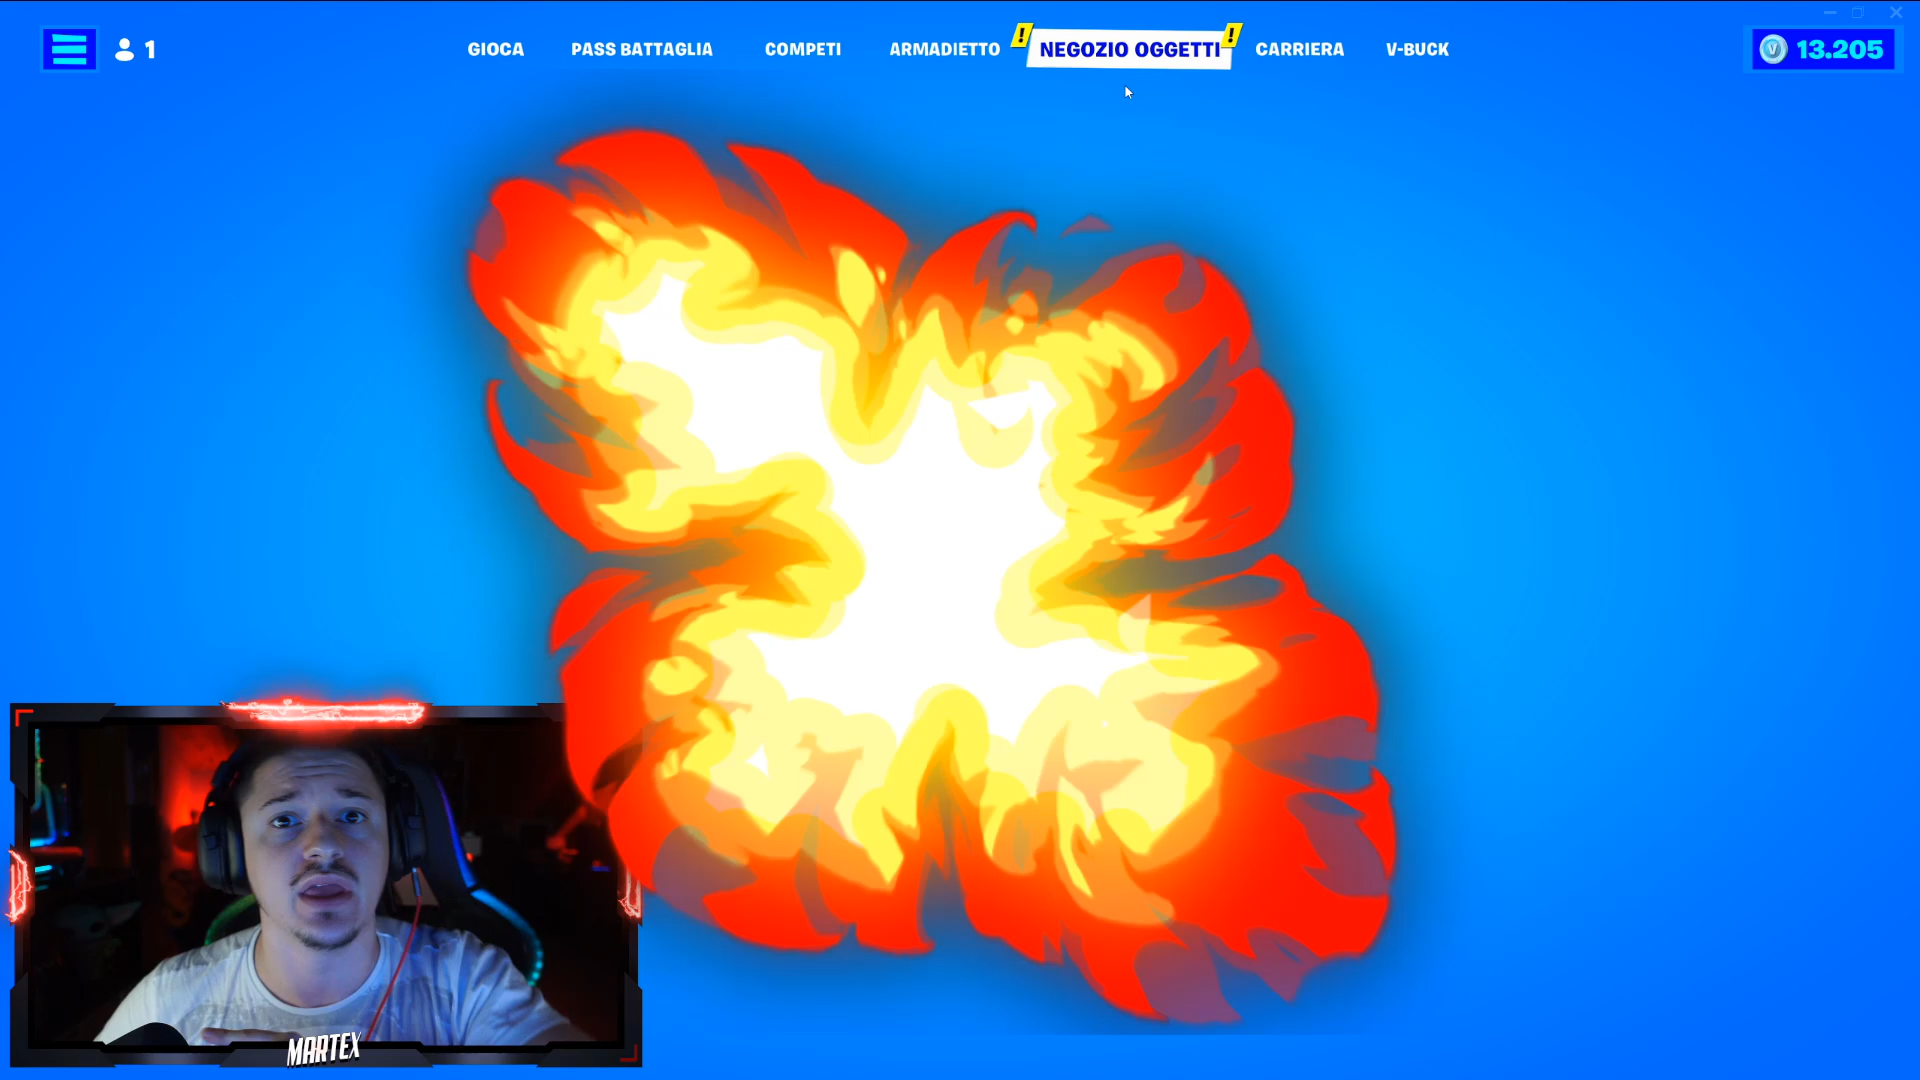 1
GIOCA
PASS BATTAGLIA
COMPETI
ARMADIETTO
!
NEGOZIO OGGETTI
!
CARRIERA
V-BUCK
V
13.205
MARTEX